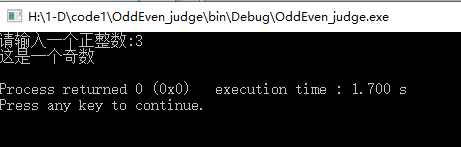 H:\1-D\code1\OddEven_judge\bin\Debug\OddEven_judge.exe
请输入一个正整数:3
这是一个奇数
Process returned 0 (0x0)   execution time : 1.700 s
Press any key to continue.